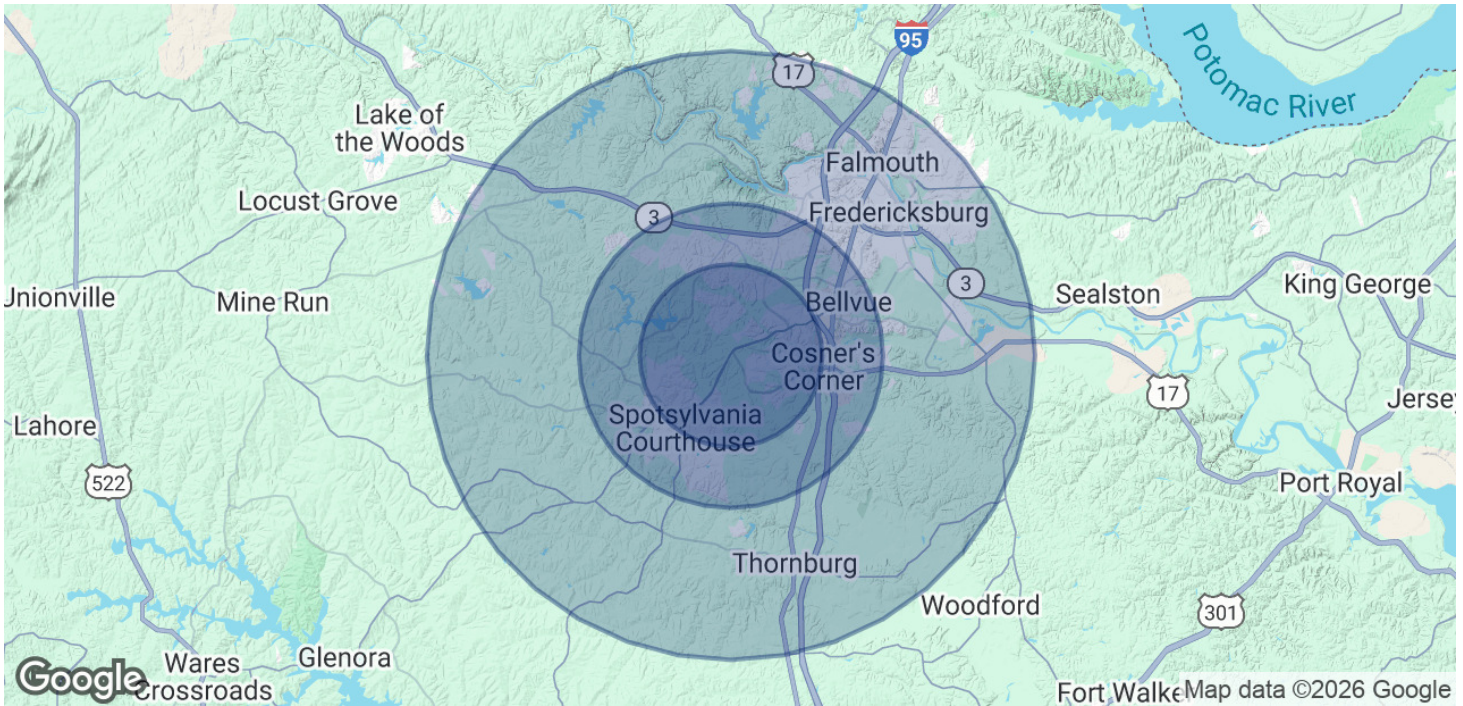 95
17
Potomac River
Lake of
the Woods
Falmouth
Locust Grove
3
Fredericksburg
Unionville
Mine Run
Bellvue
3
Sealston
King George
Cosner's
Corner
17
Jersey
Lahore
Spotsylvania
Courthouse
522
Port Royal
Thornburg
Woodford
301
Wares
Crossroads
Glenora
Google
Fort Walke
Map data ©2026 Google